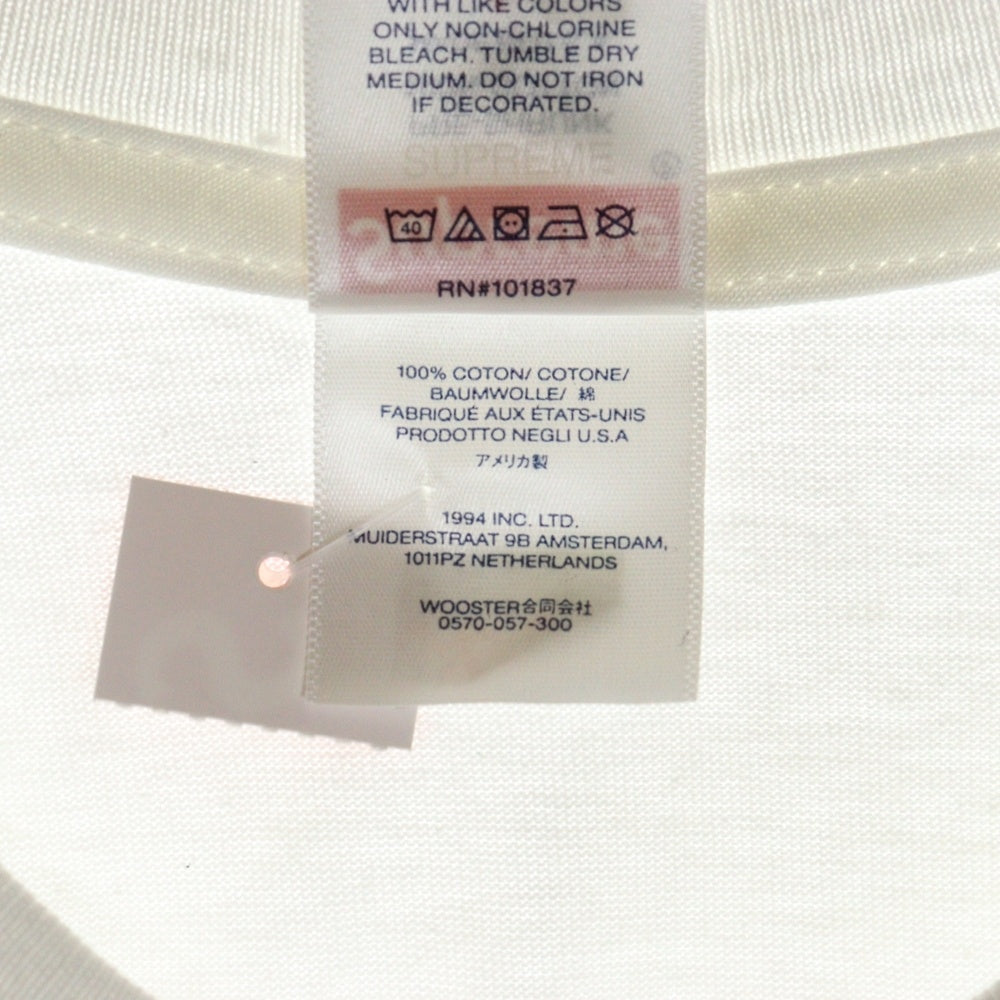 WITH LIKE COLORS
ONLY NON-CHLORINE
BLEACH. TUMBLE DRY
MEDIUM. DO NOT IRON
IF DECORATED.
SUPREME
Supreme
40
RN#101837
100% COTON/ COTONE/
BAUMWOLLE/ 綿
FABRIQUÉ AUX ÉTATS-UNIS
PRODOTTO NEGLI U.S.A
アメリカ製
1994 INC. LTD.
MUIDERSTRAAT 9B AMSTERDAM,
1011PZ NETHERLANDS
WOOSTER合同会社
0570-057-300